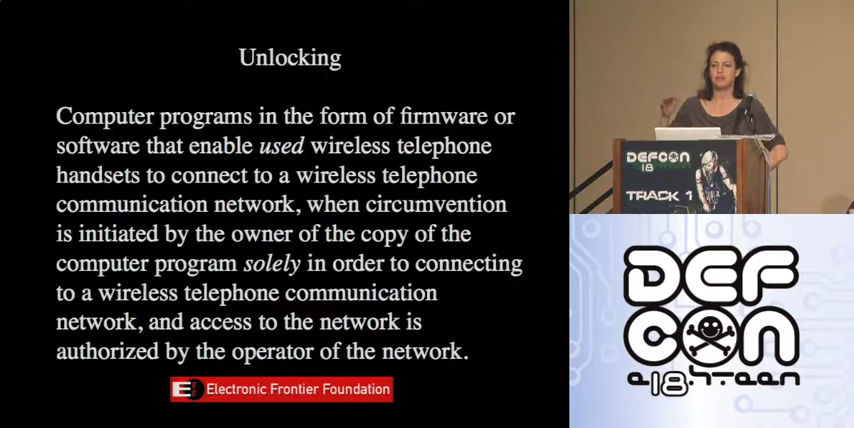 Unlocking
Computer programs in the form of firmware or
software that enable used wireless telephone
handsets to connect to a wireless telephone
communication network, when circumvention
is initiated by the owner of the copy of the
computer program solely in order to connecting
to a wireless telephone communication
network, and access to the network is
authorized by the operator of the network.
Electronic Frontier Foundation
DEFCON
18
TRACK 1
DEF
CON